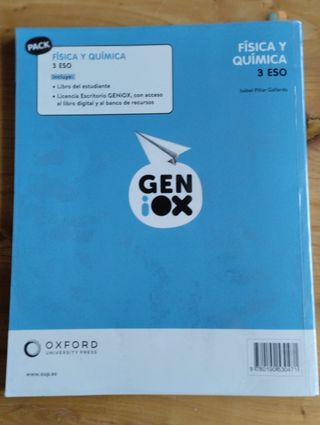 PACK
FÍSICA Y QUÍMICA
3 ESO
Incluye:
• Libro del estudiante
• Licencia Escritorio GENiOX, con acceso
al libro digital y al banco de recursos
FÍSICA Y
QUÍMICA
3 ESO
Isabel Piñar Gallardo
GEN
iOX
OXFORD
UNIVERSITY PRESS
www.oup.es